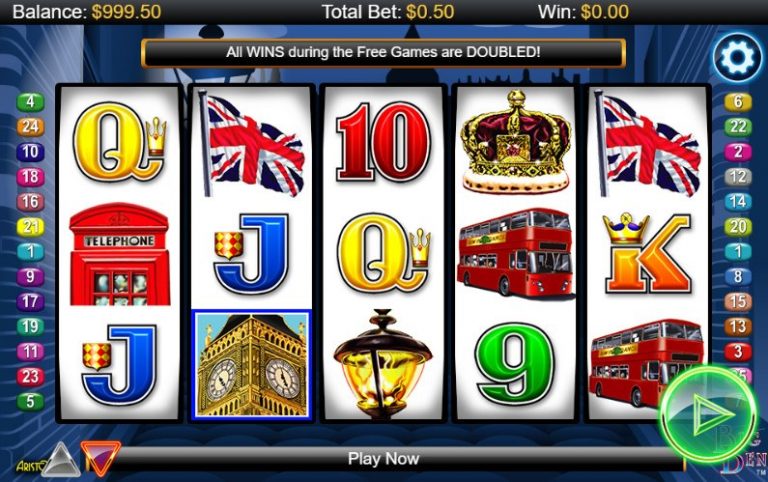 Balance: $999.50 Total Bet: $0.50 Win: $0.00
All WINS during the Free Games are DOUBLED!
4 6
24 22
10 2
18 12
16 14
21 20
1 1
9 8
17 15
19 13
11 3
23
5
Q 10
TELEPHONE J Q K
J 9
Play Now
TM